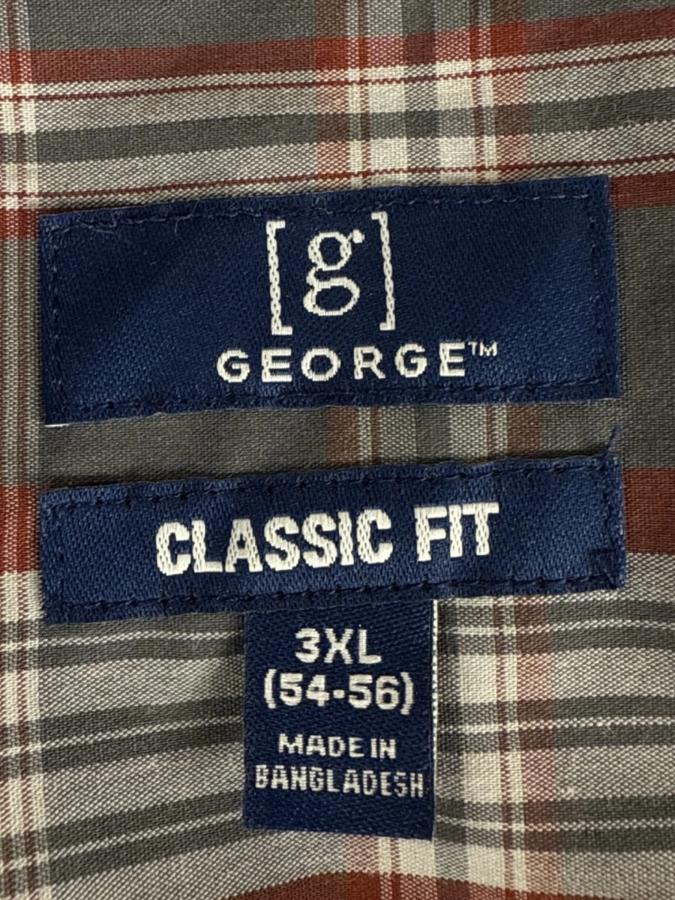 [g]
GEORGE™
CLASSIC FIT
3XL
(54-56)
MADE IN
BANGLADESH